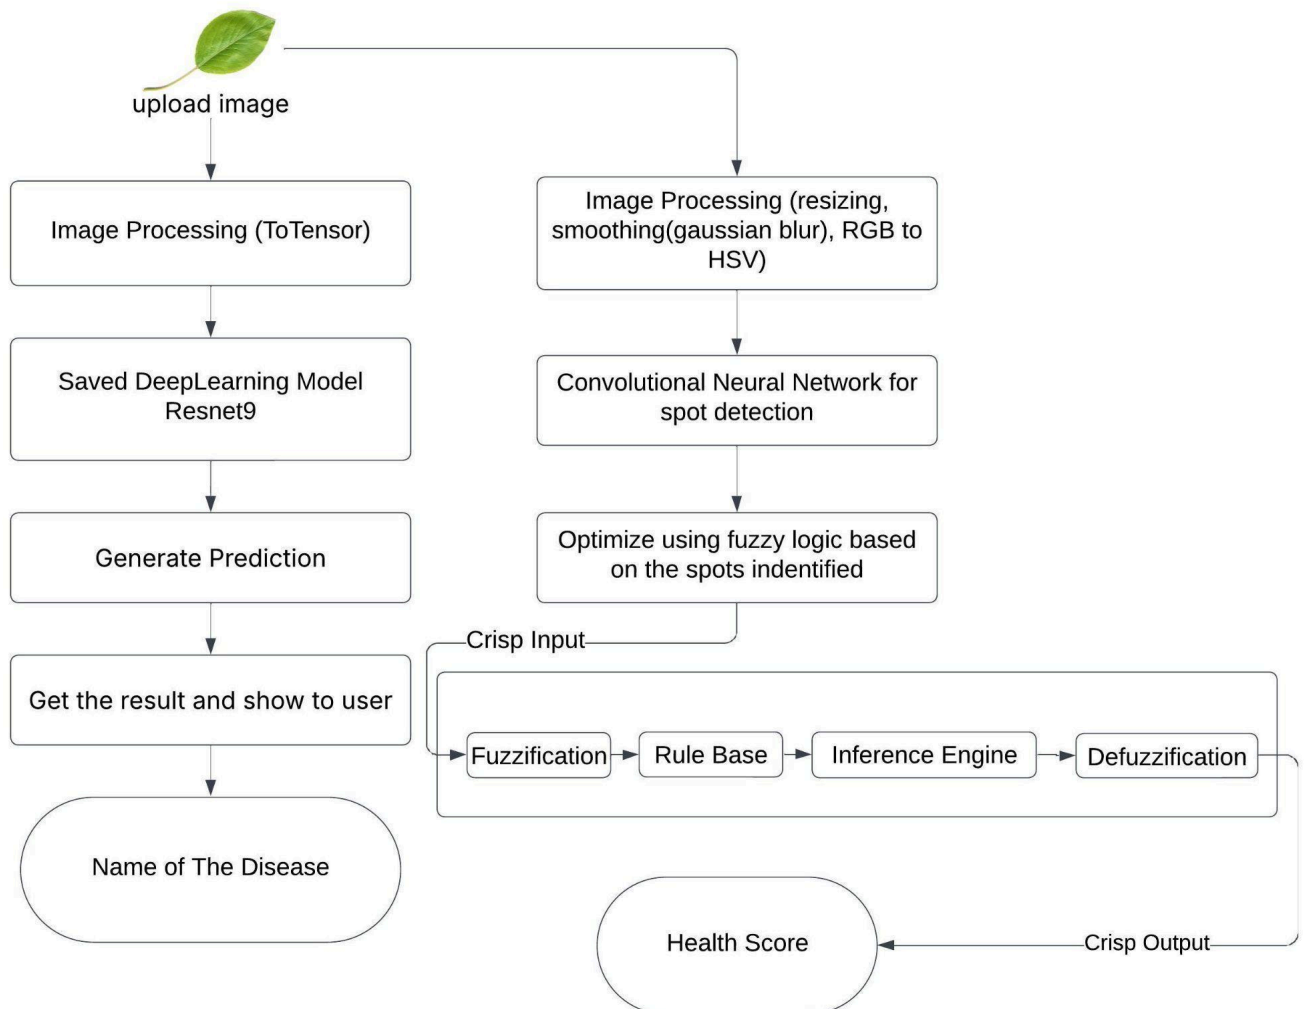 upload image
Image Processing (ToTensor)
Saved DeepLearning Model
Resnet9
Generate Prediction
Get the result and show to user
Name of The Disease
Image Processing (resizing,
smoothing(gaussian blur), RGB to
HSV)
Convolutional Neural Network for
spot detection
Optimize using fuzzy logic based
on the spots indentified
Crisp Input
Fuzzification
Rule Base
Inference Engine
Defuzzification
Crisp Output
Health Score